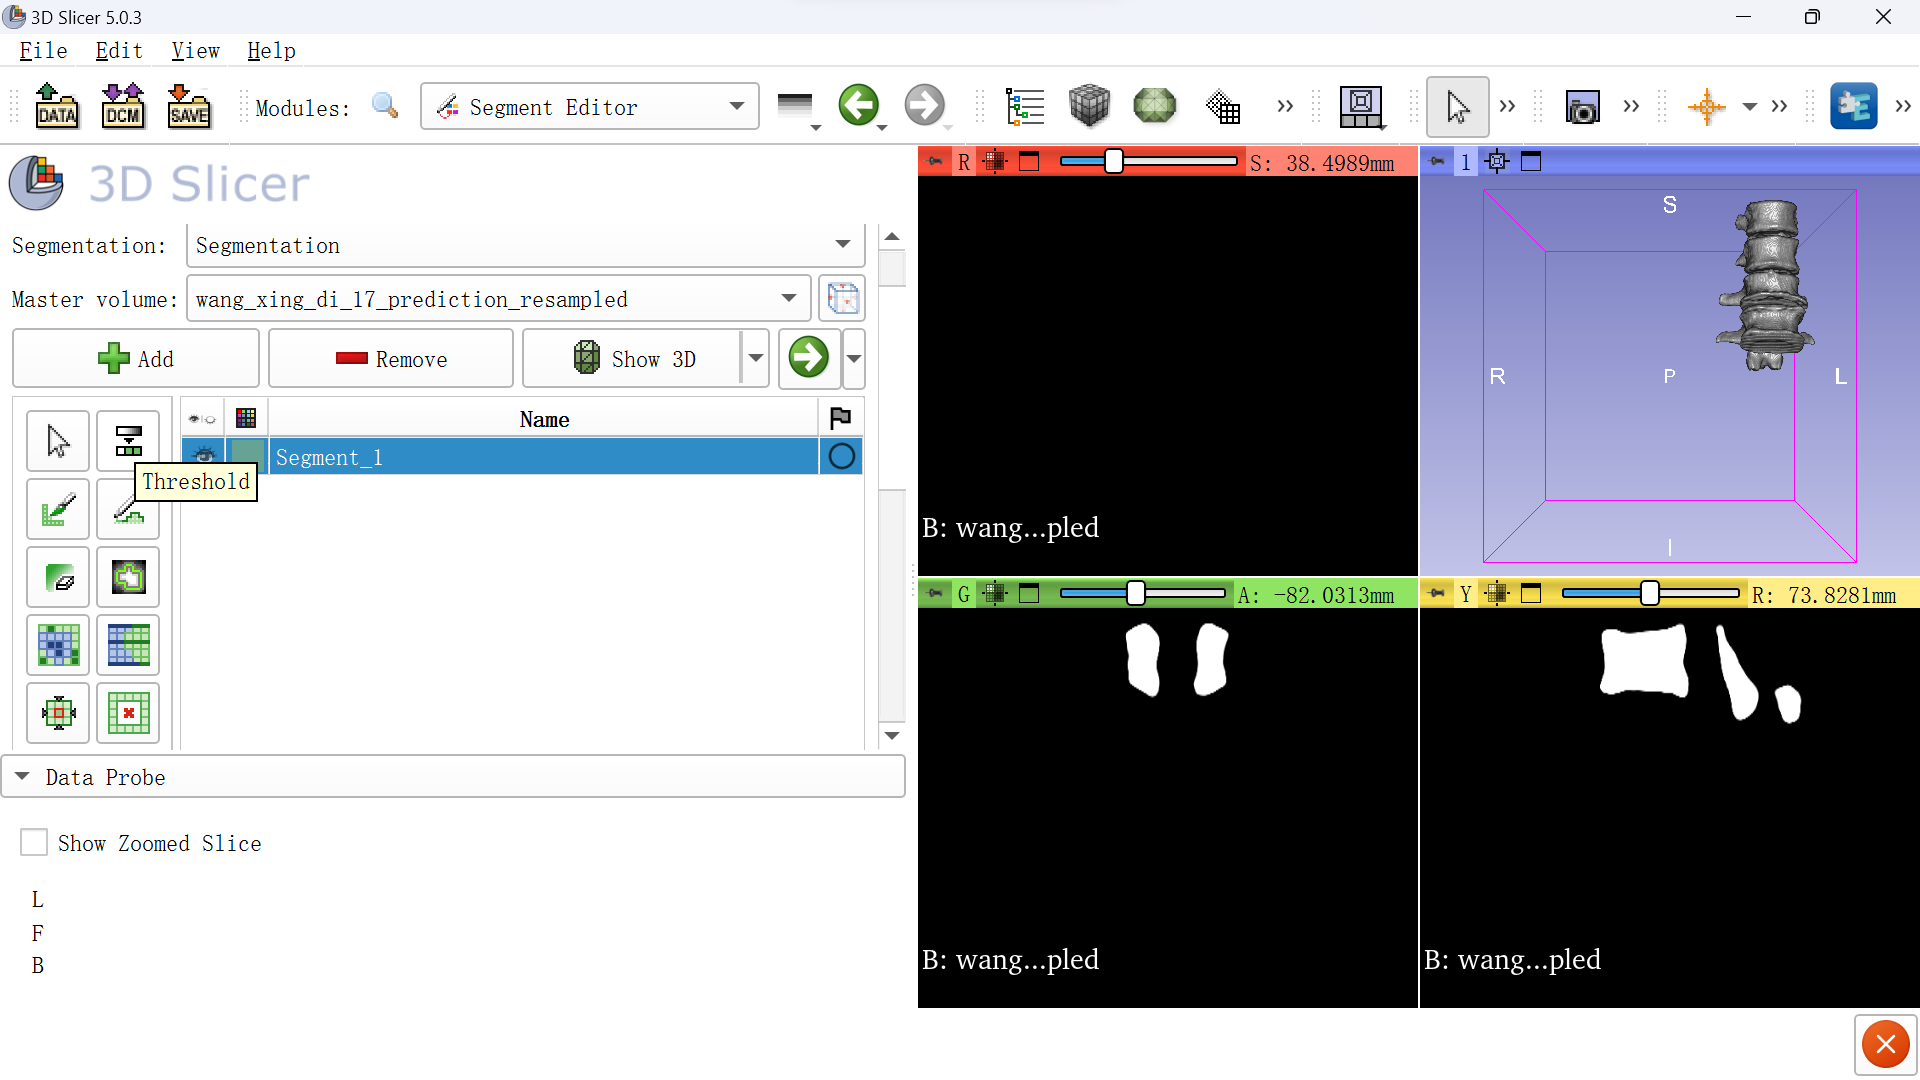 3D Slicer 5.0.3
File Edit View Help
DATA DCM SAVE Modules: Segment Editor
3D Slicer
Segmentation: Segmentation
Master volume: wang_xing_di_17_prediction_resampled
Add Remove Show 3D
Name
Segment_1
Threshold
Data Probe
Show Zoomed Slice
L
F
B
R S: 38.4989mm
B: wang...pled
1
S
R P L
I
G A: -82.0313mm
B: wang...pled
Y R: 73.8281mm
B: wang...pled